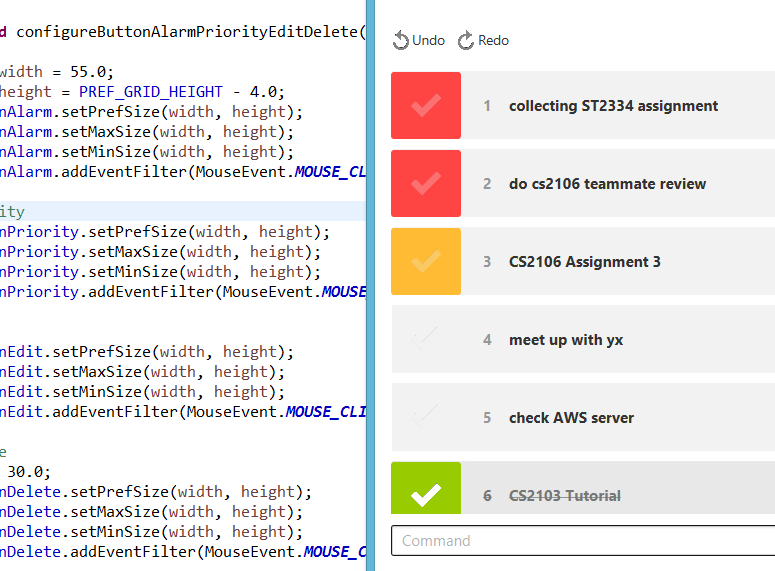 d configureButtonAlarmPriorityEditDelete(
width = 55.0;
height = PREF_GRID_HEIGHT - 4.0;
nAlarm.setPrefSize(width, height);
nAlarm.setMaxSize(width, height);
nAlarm.setMinSize(width, height);
nAlarm.addEventFilter(MouseEvent.MOUSE_CL
ity
nPriority.setPrefSize(width, height);
nPriority.setMaxSize(width, height);
nPriority.setMinSize(width, height);
nPriority.addEventFilter(MouseEvent.MOUSE
nEdit.setPrefSize(width, height);
nEdit.setMaxSize(width, height);
nEdit.setMinSize(width, height);
nEdit.addEventFilter(MouseEvent.MOUSE_CLI
e
30.0;
nDelete.setPrefSize(width, height);
nDelete.setMaxSize(width, height);
nDelete.setMinSize(width, height);
nDelete.addEventFilter(MouseEvent.MOUSE_C
Undo Redo
1 collecting ST2334 assignment
2 do cs2106 teammate review
3 CS2106 Assignment 3
4 meet up with yx
5 check AWS server
6 CS2103 Tutorial
Command